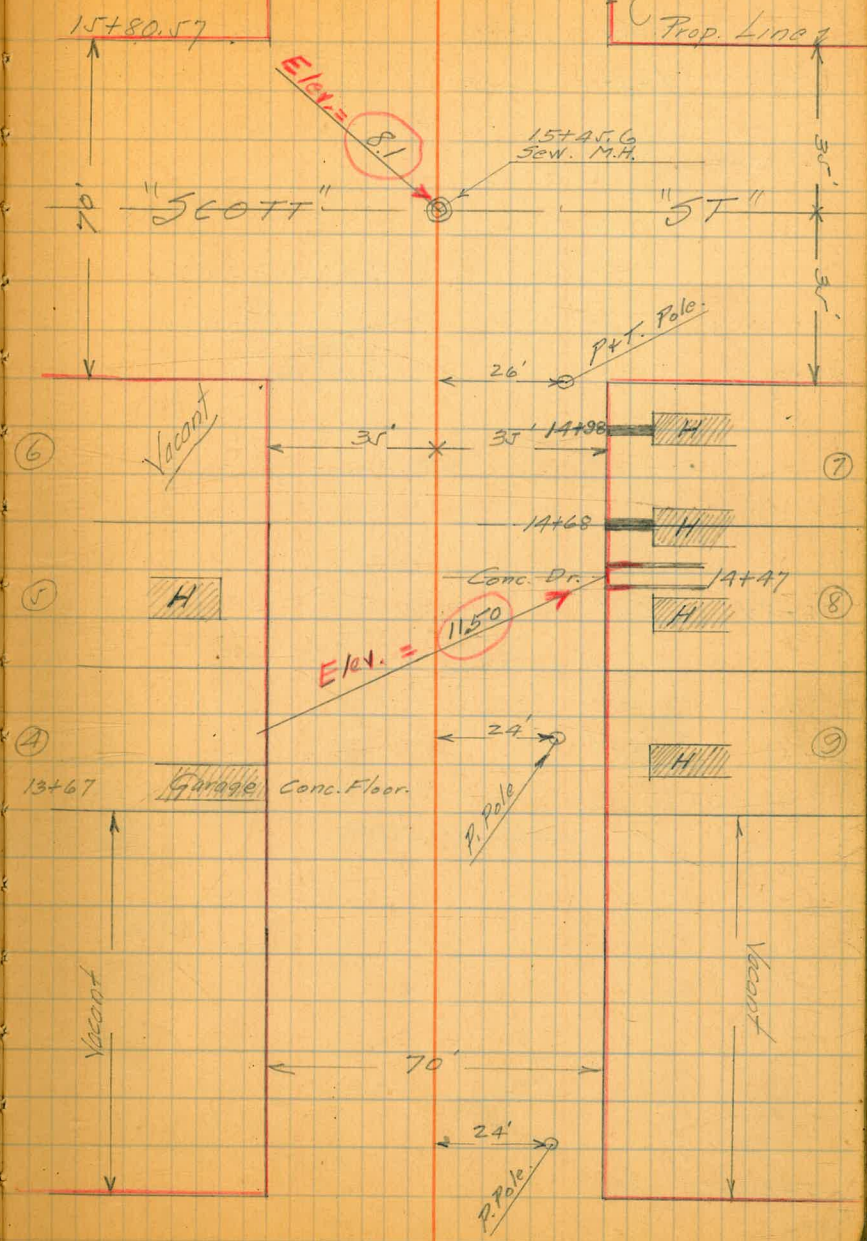 15+80.57
Prop. Line
Elev. = 8.1
15+45.6
Sew. M.H.
70'
"SCOTT" "ST"
35'
35'
P&T. Pole.
26'
Vacant
35' 35'
14+98
H
6
7
14+68
H
Conc. Dr.
14+47
5
H
8
H
Elev. = 11.50
24'
4
9
H
13+67
Garage
Conc. Floor.
P. Pole
Vacant
Vacant
70'
24'
P. Pole.